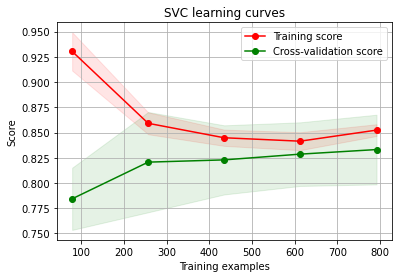 SVC learning curves
Training score
Cross-validation score
0.950
0.925
0.900
0.875
0.850
0.825
0.800
0.775
0.750
Score
100 200 300 400 500 600 700 800
Training examples